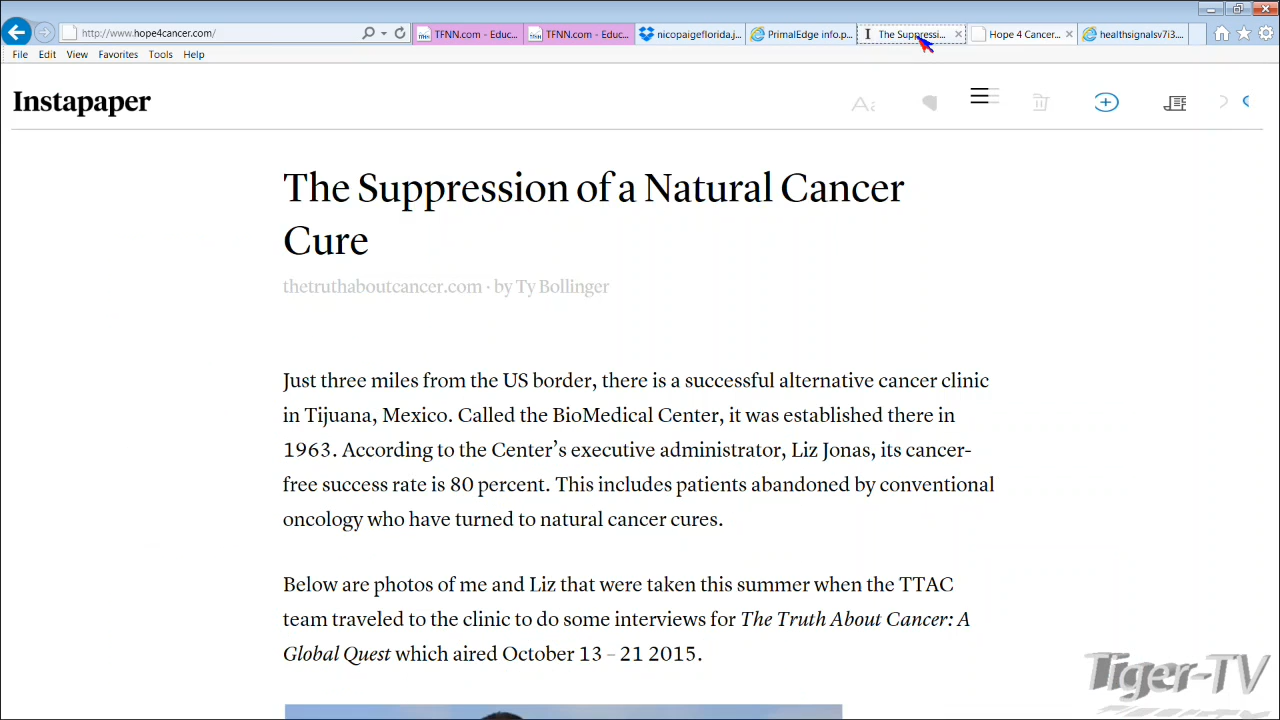 http://www.hope4cancer.com/
TFNN.com - Educ...
TFNN.com - Educ...
nicopaigeflorida.j...
PrimalEdge info.p...
The Suppressi...
Hope 4 Cancer...
healthsignalsv7i3....
File Edit View Favorites Tools Help
Instapaper
The Suppression of a Natural Cancer
Cure
thetruthaboutcancer.com · by Ty Bollinger
Just three miles from the US border, there is a successful alternative cancer clinic
in Tijuana, Mexico. Called the BioMedical Center, it was established there in
1963. According to the Center’s executive administrator, Liz Jonas, its cancer-
free success rate is 80 percent. This includes patients abandoned by conventional
oncology who have turned to natural cancer cures.
Below are photos of me and Liz that were taken this summer when the TTAC
team traveled to the clinic to do some interviews for The Truth About Cancer: A
Global Quest which aired October 13 – 21 2015.
Tiger-TV